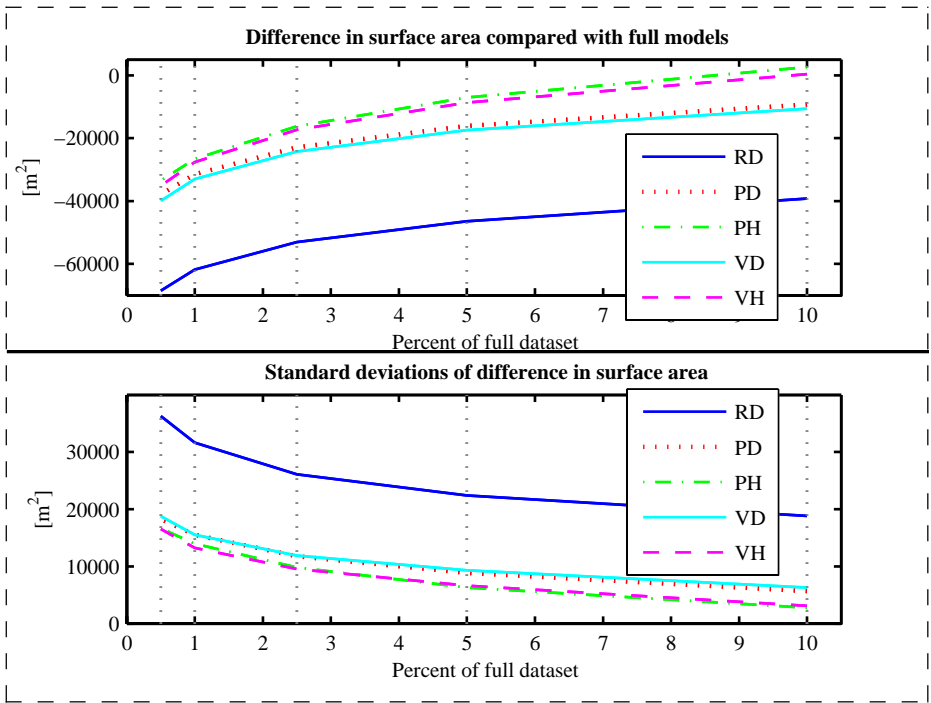 Difference in surface area compared with full models
0
−20000
−40000
−60000
[m²]
RD
PD
PH
VD
VH
0 1 2 3 4 5 6 7 8 9 10
Percent of full dataset
Standard deviations of difference in surface area
30000
20000
10000
0
[m²]
RD
PD
PH
VD
VH
0 1 2 3 4 5 6 7 8 9 10
Percent of full dataset